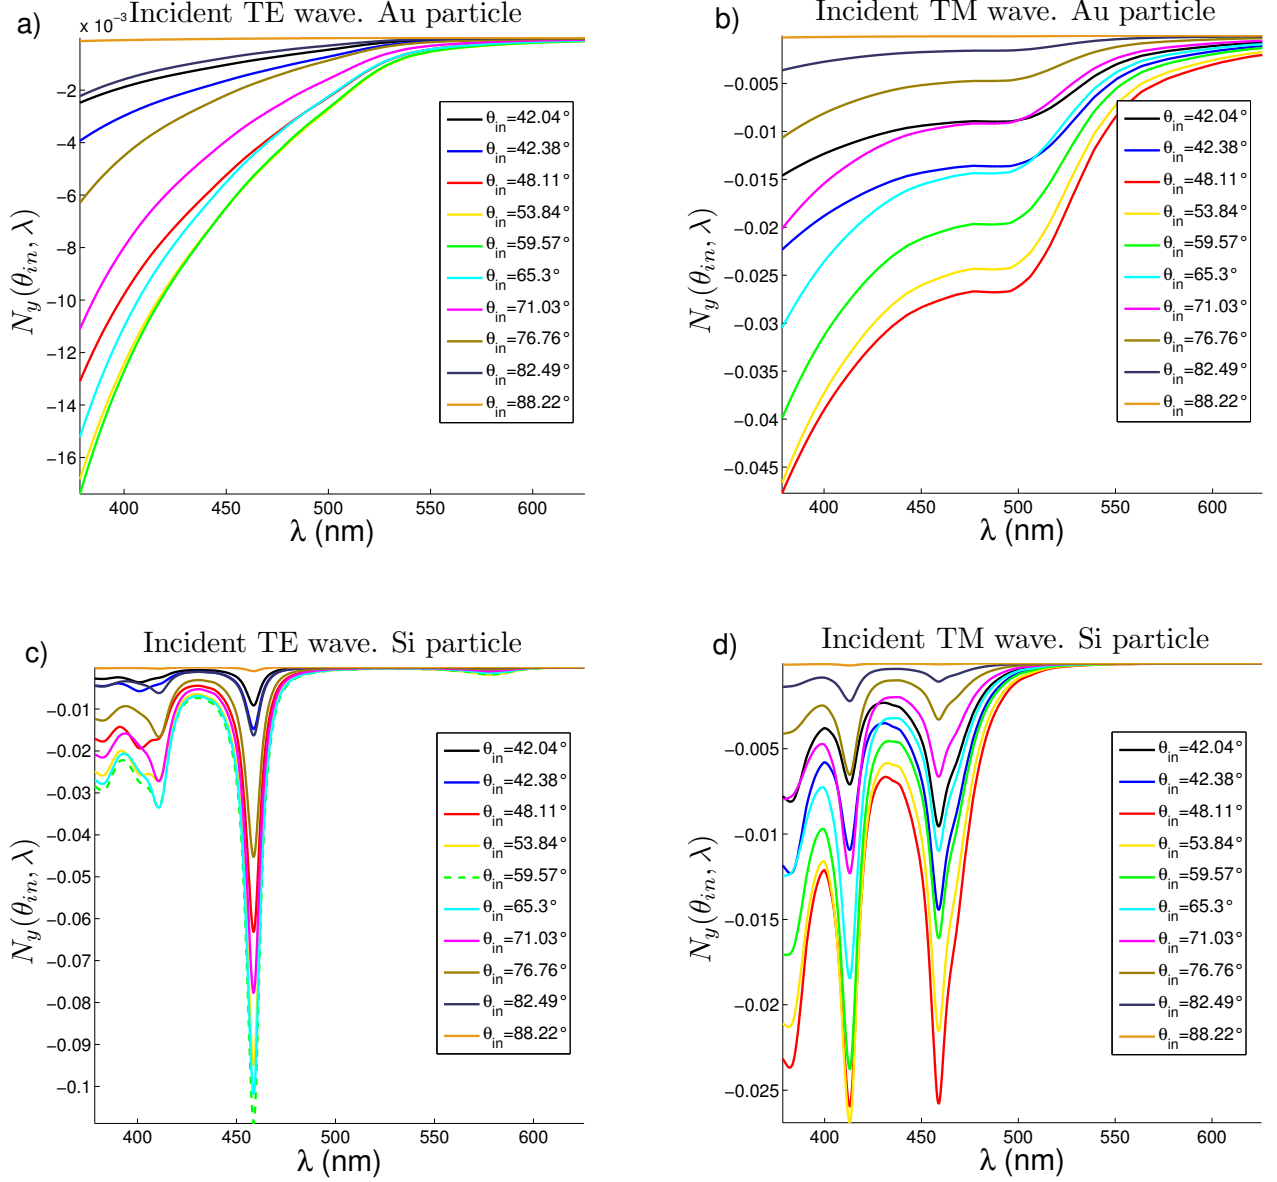 a)
Incident TE wave. Au particle
x 10⁻³
−2
−4
−6
−8
−10
−12
−14
−16
N_y(θ_in, λ)
400 450 500 550 600
λ (nm)
θ_in=42.04°
θ_in=42.38°
θ_in=48.11°
θ_in=53.84°
θ_in=59.57°
θ_in=65.3°
θ_in=71.03°
θ_in=76.76°
θ_in=82.49°
θ_in=88.22°
b)
Incident TM wave. Au particle
−0.005
−0.01
−0.015
−0.02
−0.025
−0.03
−0.035
−0.04
−0.045
N_y(θ_in, λ)
400 450 500 550 600
λ (nm)
θ_in=42.04°
θ_in=42.38°
θ_in=48.11°
θ_in=53.84°
θ_in=59.57°
θ_in=65.3°
θ_in=71.03°
θ_in=76.76°
θ_in=82.49°
θ_in=88.22°
c)
Incident TE wave. Si particle
−0.01
−0.02
−0.03
−0.04
−0.05
−0.06
−0.07
−0.08
−0.09
−0.1
N_y(θ_in, λ)
400 450 500 550 600
λ (nm)
θ_in=42.04°
θ_in=42.38°
θ_in=48.11°
θ_in=53.84°
θ_in=59.57°
θ_in=65.3°
θ_in=71.03°
θ_in=76.76°
θ_in=82.49°
θ_in=88.22°
d)
Incident TM wave. Si particle
−0.005
−0.01
−0.015
−0.02
−0.025
N_y(θ_in, λ)
400 450 500 550 600
λ (nm)
θ_in=42.04°
θ_in=42.38°
θ_in=48.11°
θ_in=53.84°
θ_in=59.57°
θ_in=65.3°
θ_in=71.03°
θ_in=76.76°
θ_in=82.49°
θ_in=88.22°